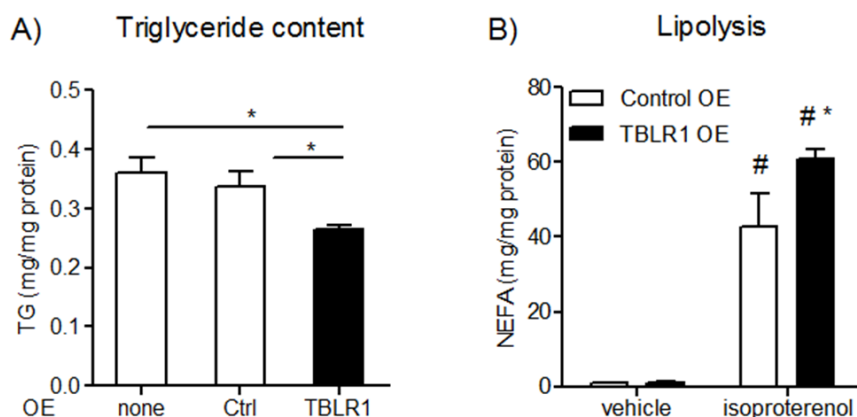 A) Triglyceride content
TG (mg/mg protein)
0.5
0.4
0.3
0.2
0.1
0.0
*
*
OE none Ctrl TBLR1
B) Lipolysis
NEFA (mg/mg protein)
80
60
40
20
0
Control OE
TBLR1 OE
#
# *
vehicle isoproterenol